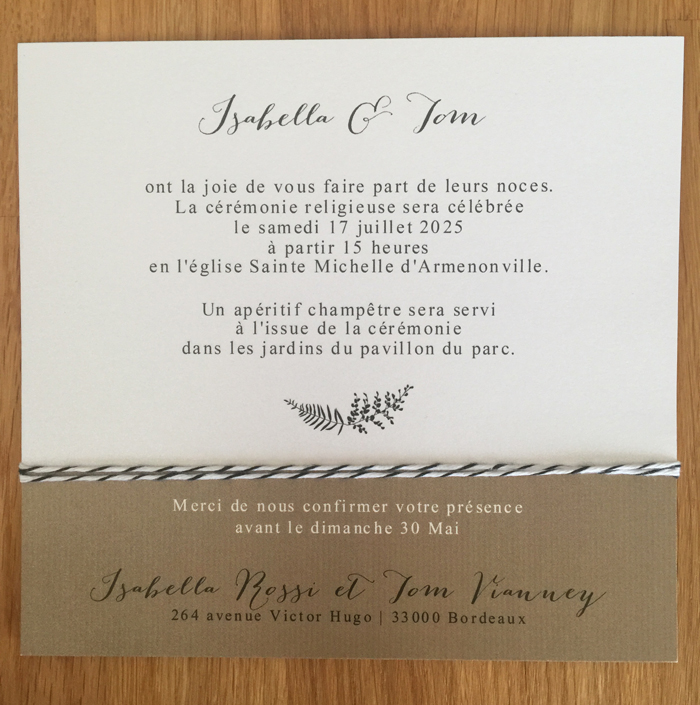 Isabella & Tom
ont la joie de vous faire part de leurs noces.
La cérémonie religieuse sera célébrée
le samedi 17 juillet 2025
à partir 15 heures
en l'église Sainte Michelle d'Armenonville.
Un apéritif champêtre sera servi
à l'issue de la cérémonie
dans les jardins du pavillon du parc.
Merci de nous confirmer votre présence
avant le dimanche 30 Mai
Isabella Rossi et Tom Vianney
264 avenue Victor Hugo | 33000 Bordeaux